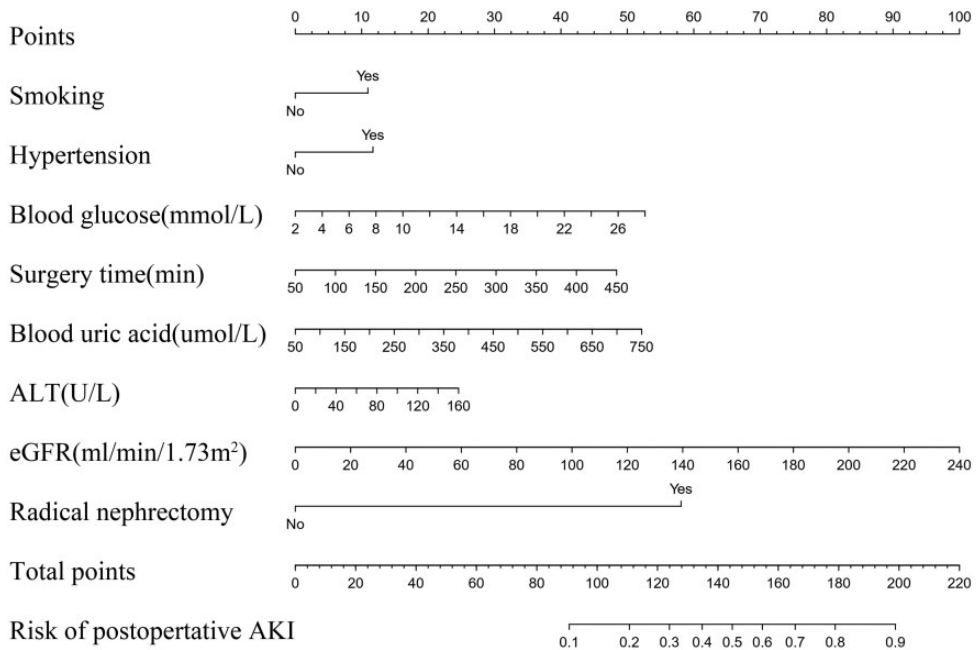 Points 0 10 20 30 40 50 60 70 80 90 100
Smoking No Yes
Hypertension No Yes
Blood glucose(mmol/L) 2 4 6 8 10 14 18 22 26
Surgery time(min) 50 100 150 200 250 300 350 400 450
Blood uric acid(umol/L) 50 150 250 350 450 550 650 750
ALT(U/L) 0 40 80 120 160
eGFR(ml/min/1.73m²) 0 20 40 60 80 100 120 140 160 180 200 220 240
Radical nephrectomy No Yes
Total points 0 20 40 60 80 100 120 140 160 180 200 220
Risk of postopertative AKI 0.1 0.2 0.3 0.4 0.5 0.6 0.7 0.8 0.9